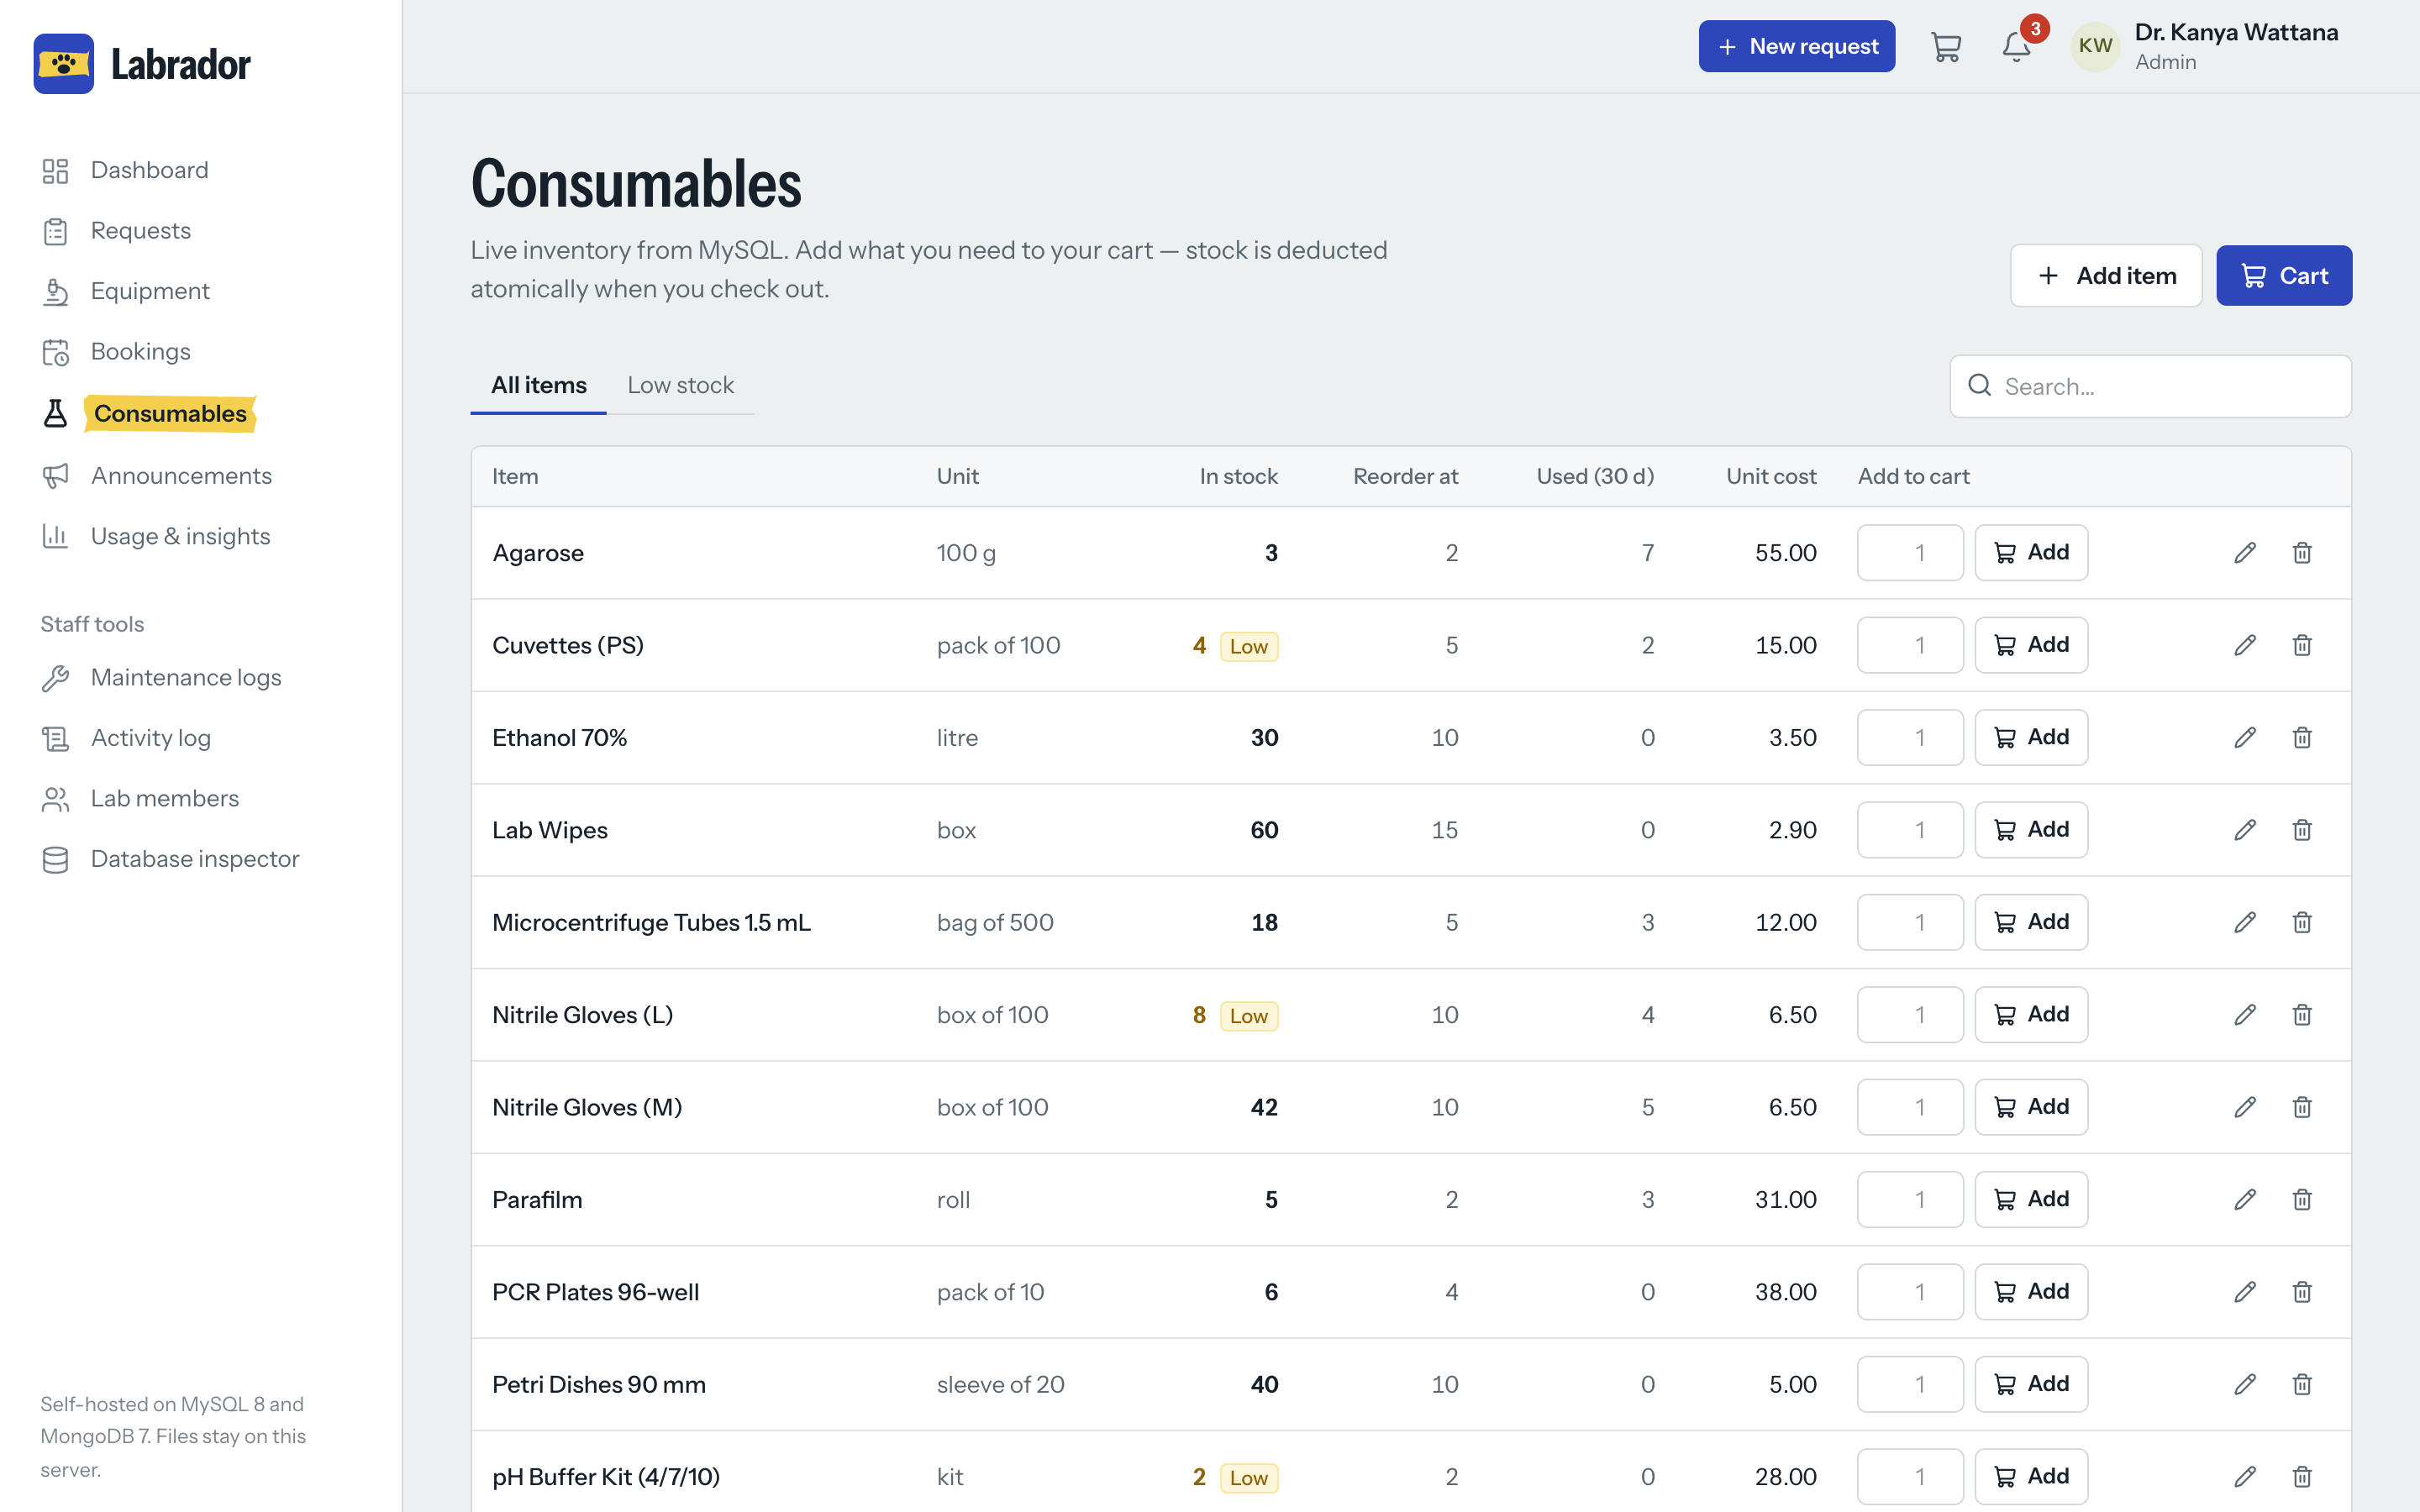 Labrador
New request
3
KW
Dr. Kanya Wattana
Admin
Dashboard
Requests
Equipment
Bookings
Consumables
Announcements
Usage & insights
Staff tools
Maintenance logs
Activity log
Lab members
Database inspector
Self-hosted on MySQL 8 and
MongoDB 7. Files stay on this
server.
Consumables
Live inventory from MySQL. Add what you need to your cart — stock is deducted
atomically when you check out.
Add item
Cart
All items Low stock
Search...
Item Unit In stock Reorder at Used (30 d) Unit cost Add to cart
Agarose 100 g 3 2 7 55.00 1 Add
Cuvettes (PS) pack of 100 4 Low 5 2 15.00 1 Add
Ethanol 70% litre 30 10 0 3.50 1 Add
Lab Wipes box 60 15 0 2.90 1 Add
Microcentrifuge Tubes 1.5 mL bag of 500 18 5 3 12.00 1 Add
Nitrile Gloves (L) box of 100 8 Low 10 4 6.50 1 Add
Nitrile Gloves (M) box of 100 42 10 5 6.50 1 Add
Parafilm roll 5 2 3 31.00 1 Add
PCR Plates 96-well pack of 10 6 4 0 38.00 1 Add
Petri Dishes 90 mm sleeve of 20 40 10 0 5.00 1 Add
pH Buffer Kit (4/7/10) kit 2 Low 2 0 28.00 1 Add